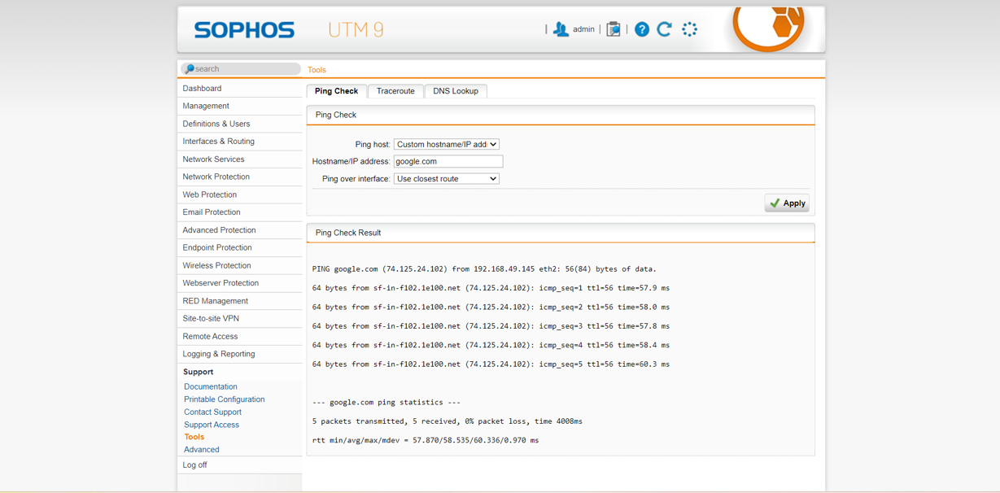 SOPHOS UTM 9
| admin | | ?
search
Tools
Dashboard
Management
Definitions & Users
Interfaces & Routing
Network Services
Network Protection
Web Protection
Email Protection
Advanced Protection
Endpoint Protection
Wireless Protection
Webserver Protection
RED Management
Site-to-site VPN
Remote Access
Logging & Reporting
Support
Documentation
Printable Configuration
Contact Support
Support Access
Tools
Advanced
Log off
Ping Check Traceroute DNS Lookup
Ping Check
Ping host: Custom hostname/IP addi
Hostname/IP address: google.com
Ping over interface: Use closest route
Apply
Ping Check Result
PING google.com (74.125.24.102) from 192.168.49.145 eth2: 56(84) bytes of data.
64 bytes from sf-in-f102.1e100.net (74.125.24.102): icmp_seq=1 ttl=56 time=57.9 ms
64 bytes from sf-in-f102.1e100.net (74.125.24.102): icmp_seq=2 ttl=56 time=58.0 ms
64 bytes from sf-in-f102.1e100.net (74.125.24.102): icmp_seq=3 ttl=56 time=57.8 ms
64 bytes from sf-in-f102.1e100.net (74.125.24.102): icmp_seq=4 ttl=56 time=58.4 ms
64 bytes from sf-in-f102.1e100.net (74.125.24.102): icmp_seq=5 ttl=56 time=60.3 ms
--- google.com ping statistics ---
5 packets transmitted, 5 received, 0% packet loss, time 4008ms
rtt min/avg/max/mdev = 57.870/58.535/60.336/0.970 ms